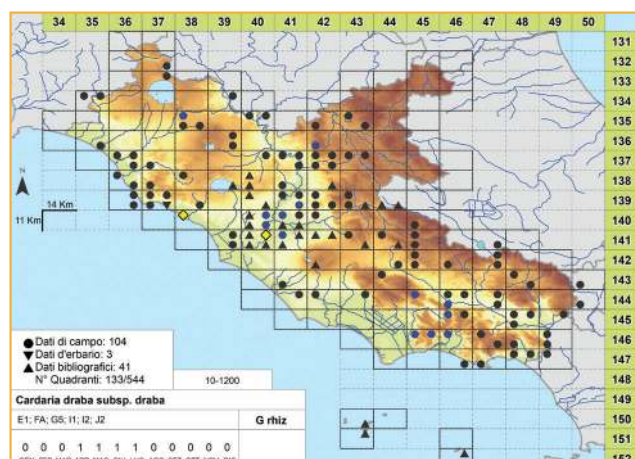 34 35 36 37 38 39 40 41 42 43 44 45 46 47 48 49 50
131
132
133
134
135
136
137
138
139
140
141
142
143
144
145
146
147
148
149
150
151
N
14 Km
11 Km
Dati di campo: 104
Dati d'erbario: 3
Dati bibliografici: 41
N° Quadranti: 133/544
10-1200
Cardaria draba subsp. draba
E1; FA; G5; I1; I2; J2
G rhiz
0 0 0 1 1 1 1 0 0 0 0 0 0